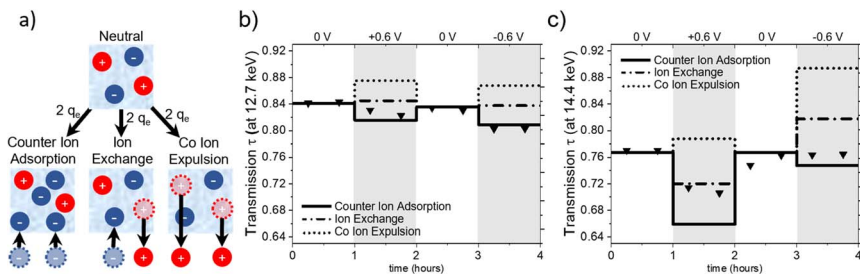 a)
Neutral
+
-
-
+
2 qe
2 qe
2 qe
Counter Ion
Adsorption
Ion
Exchange
Co Ion
Expulsion
b)
0 V
+0.6 V
0 V
-0.6 V
Transmission τ (at 12.7 keV)
0.92
0.88
0.84
0.80
0.76
0.72
0.68
0.64
Counter Ion Adsorption
Ion Exchange
Co Ion Expulsion
0
1
2
3
4
time (hours)
c)
0 V
+0.6 V
0 V
-0.6 V
Transmission τ (at 14.4 keV)
0.92
0.88
0.84
0.80
0.76
0.72
0.68
0.64
Counter Ion Adsorption
Ion Exchange
Co Ion Expulsion
0
1
2
3
4
time (hours)